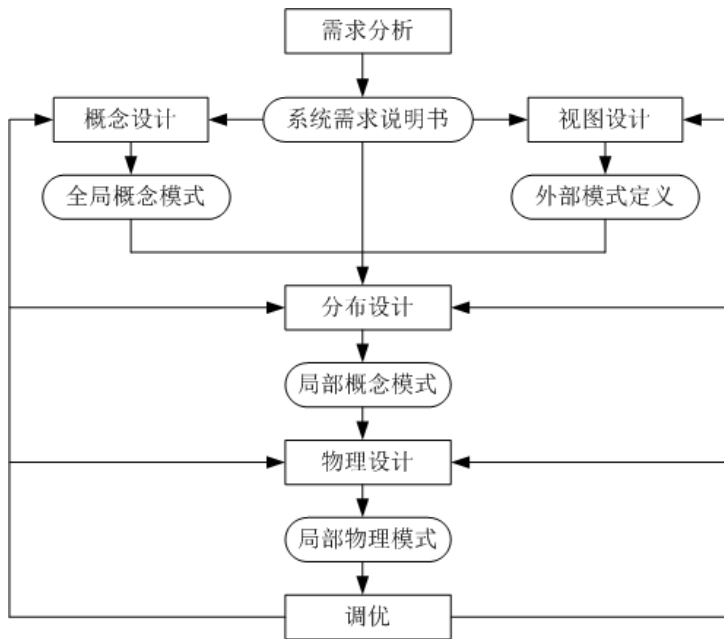 需求分析
概念设计
系统需求说明书
视图设计
全局概念模式
外部模式定义
分布设计
局部概念模式
物理设计
局部物理模式
调优